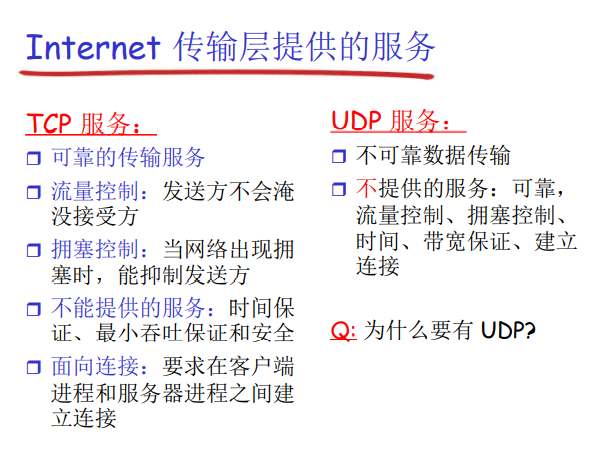 Internet 传输层提供的服务
TCP 服务：
可靠的传输服务
流量控制：发送方不会淹
没接受方
拥塞控制：当网络出现拥
塞时，能抑制发送方
不能提供的服务：时间保
证、最小吞吐保证和安全
面向连接：要求在客户端
进程和服务器进程之间建
立连接
UDP 服务：
不可靠数据传输
不提供的服务：可靠，
流量控制、拥塞控制、
时间、带宽保证、建立
连接
Q: 为什么要有 UDP?